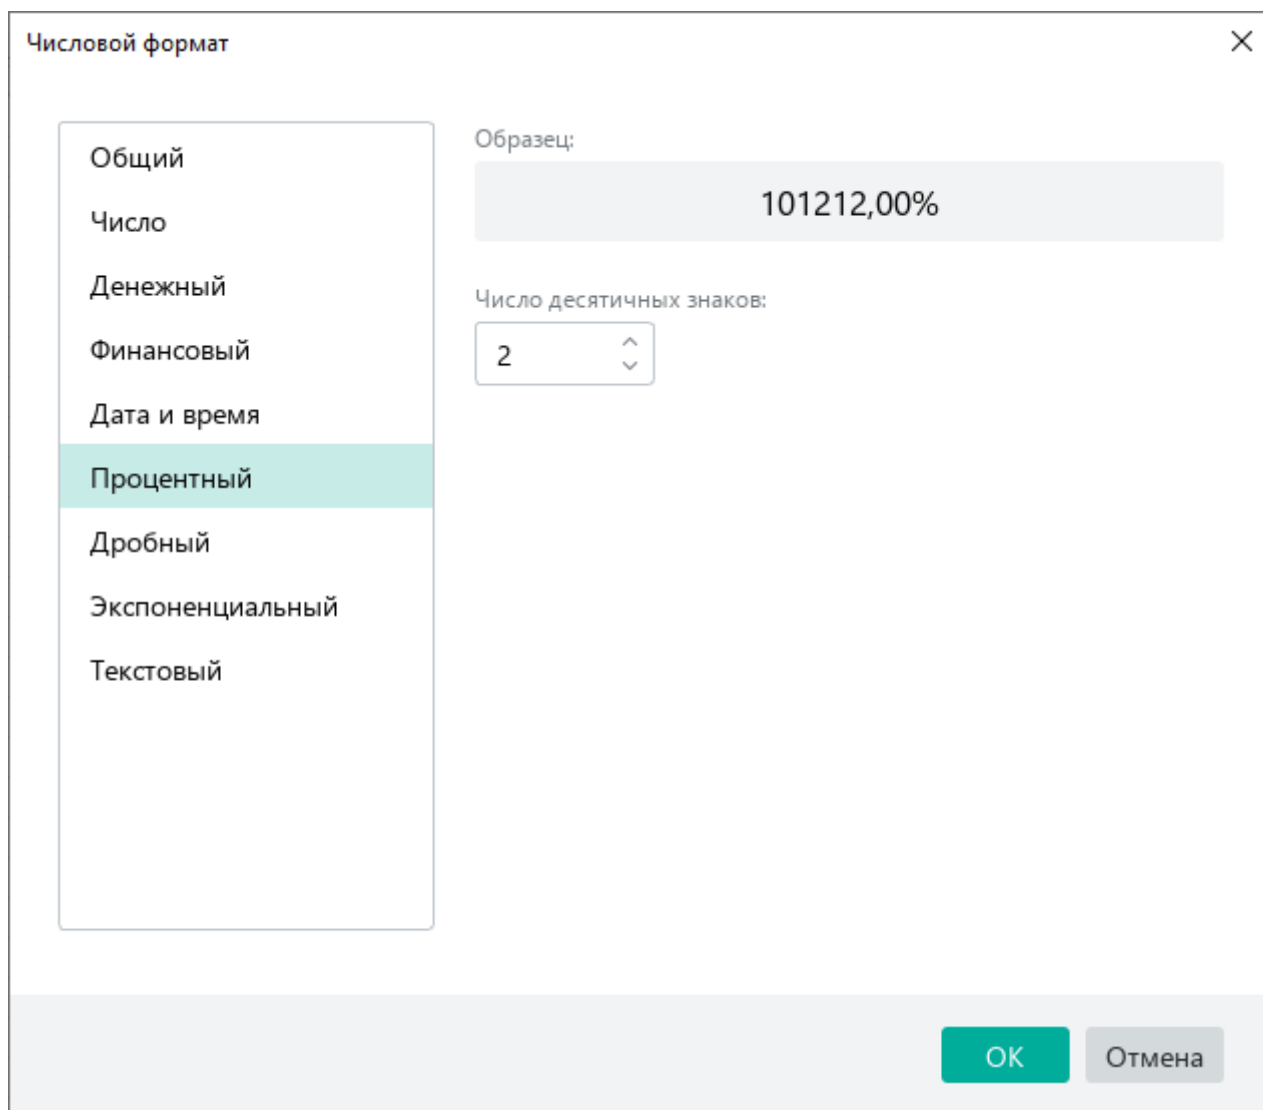 Числовой формат
Общий
Число
Денежный
Финансовый
Дата и время
Процентный
Дробный
Экспоненциальный
Текстовый
Образец:
101212,00%
Число десятичных знаков:
2
ОК
Отмена